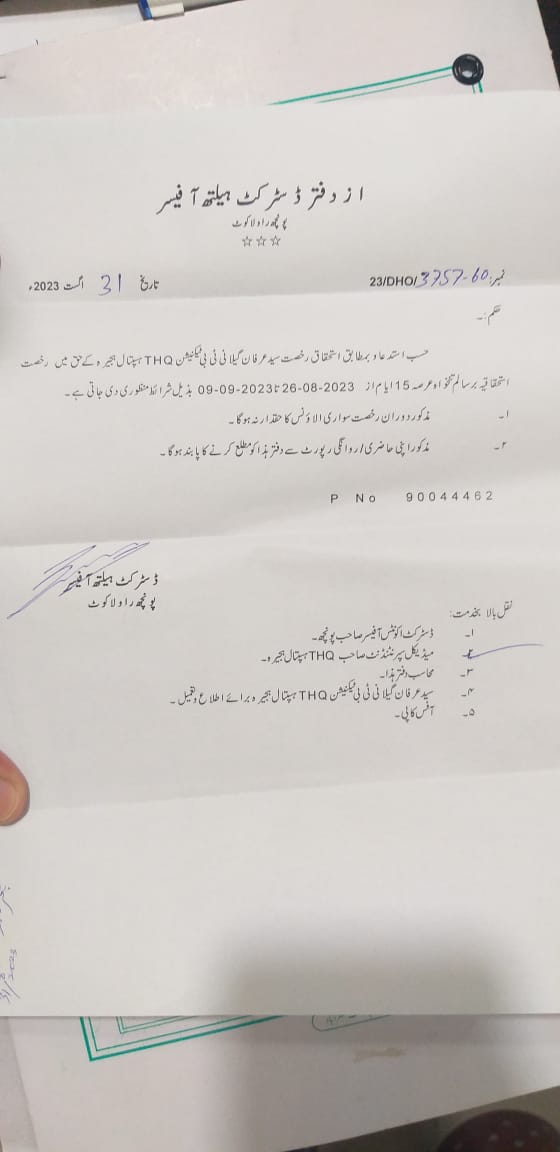 از دفتر ڈسٹرکٹ ہیلتھ آفیسر
پونچھ راولاکوٹ
☆☆☆
نمبر: 23/DHO/3757-60 تاریخ 31 اگست 2023ء
حکم:۔
حسب استدعا و بمطابق استحقاق رخصت سید عرفان گیلانی ٹی بی ٹیکنیشن THQ ہسپتال ہجیرہ کے حق میں رخصت
استحقاقیہ برسالم تنخواہ عرصہ 15 ایام از 26-08-2023 تا 09-09-2023 بذیل شرائط منظوری دی جاتی ہے۔
۱۔ مذکور دوران رخصت سواری الاؤنس کا حقدار نہ ہوگا۔
۲۔ مذکور اپنی حاضری / روانگی رپورٹ سے دفتر ہذا کو مطلع کرنے کا پابند ہوگا۔
P No 90044462
ڈسٹرکٹ ہیلتھ آفیسر
پونچھ راولاکوٹ
نقل بالا بخدمت:
۱۔ ڈسٹرکٹ اکاؤنٹس آفیسر صاحب پونچھ۔
۲۔ میڈیکل سپرنٹنڈنٹ صاحب THQ ہسپتال ہجیرہ۔
۳۔ محاسب دفتر ہذا۔
۴۔ سید عرفان گیلانی ٹی بی ٹیکنیشن THQ ہسپتال ہجیرہ برائے اطلاع و تعمیل۔
۵۔ آفس کاپی۔